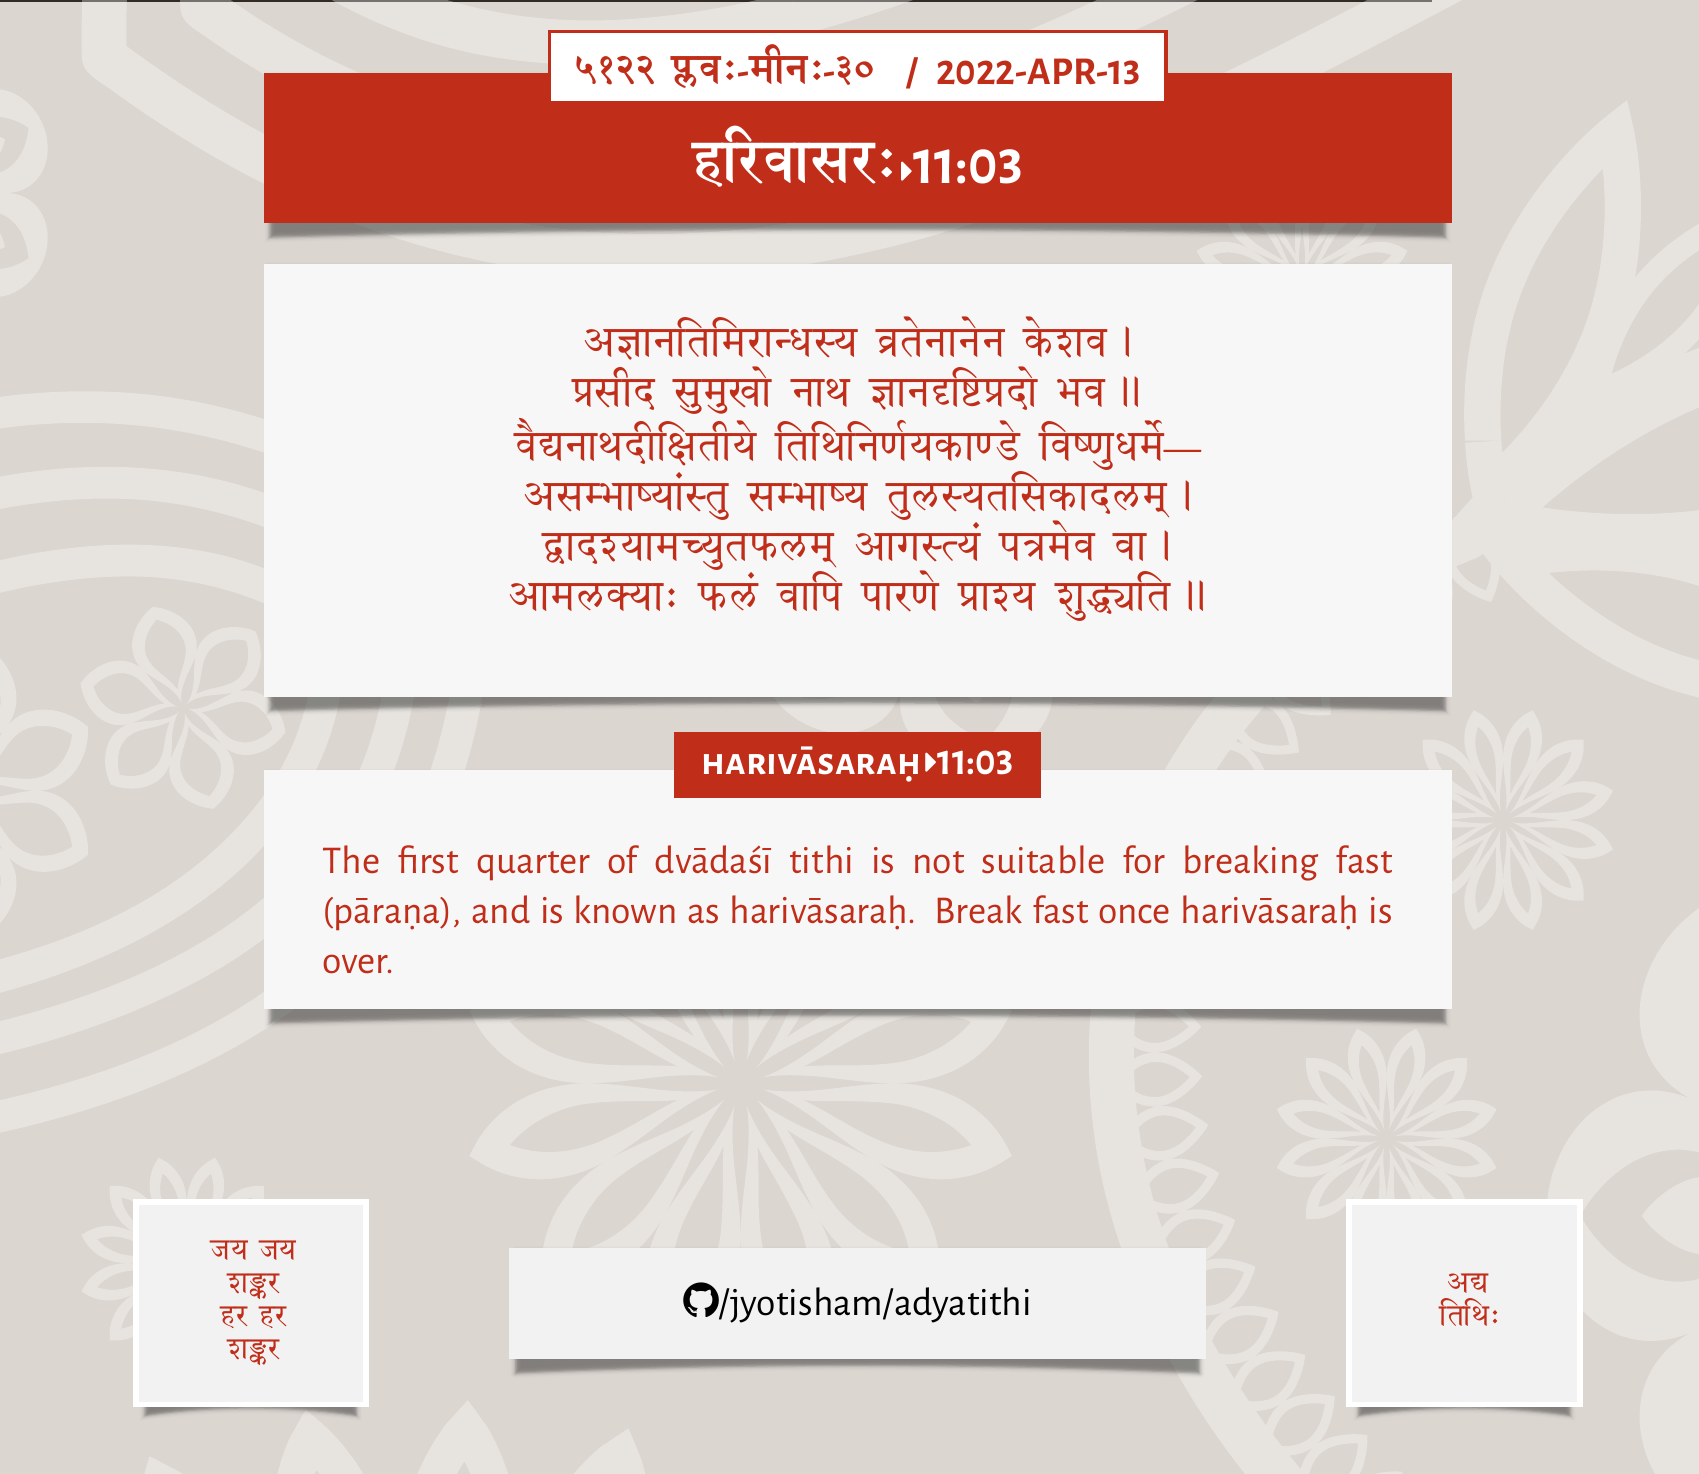 ५१२२ प्लवः-मीनः-३० / 2022-APR-13
हरिवासरः▸11:03
अज्ञानतिमिरान्धस्य व्रतेनानेन केशव।
प्रसीद सुमुखो नाथ ज्ञानदृष्टिप्रदो भव॥
वैद्यनाथदीक्षितीये तिथिनिर्णयकाण्डे विष्णुधर्मे—
असम्भाष्यांस्तु सम्भाष्य तुलस्यतसिकादलम्।
द्वादश्यामच्युतफलम् आगस्त्यं पत्रमेव वा।
आमलक्याः फलं वापि पारणे प्राश्य शुद्ध्यति॥
HARIVĀSARAḤ▸11:03
The first quarter of dvādaśī tithi is not suitable for breaking fast
(pāraṇa), and is known as harivāsaraḥ. Break fast once harivāsaraḥ is
over.
जय जय
शङ्कर
हर हर
शङ्कर
/jyotisham/adyatithi
अद्य
तिथिः